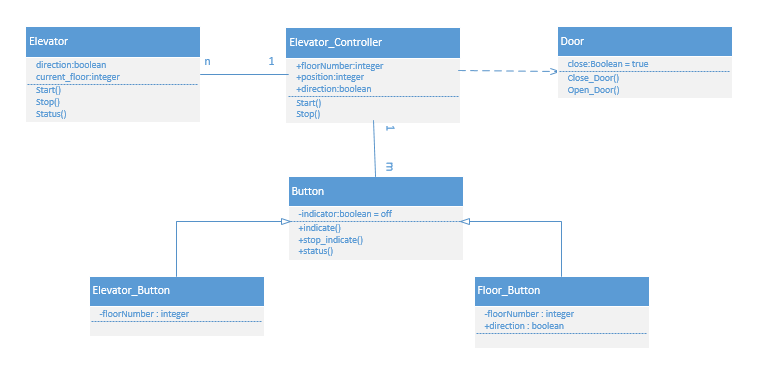 Elevator
direction:boolean
current_floor:integer
Start()
Stop()
Status()
n
1
Elevator_Controller
+floorNumber:integer
+position:integer
+direction:boolean
Start()
Stop()
Door
close:Boolean = true
Close_Door()
Open_Door()
1
m
Button
-indicator:boolean = off
+indicate()
+stop_indicate()
+status()
Elevator_Button
-floorNumber : integer
Floor_Button
-floorNumber : integer
+direction : boolean